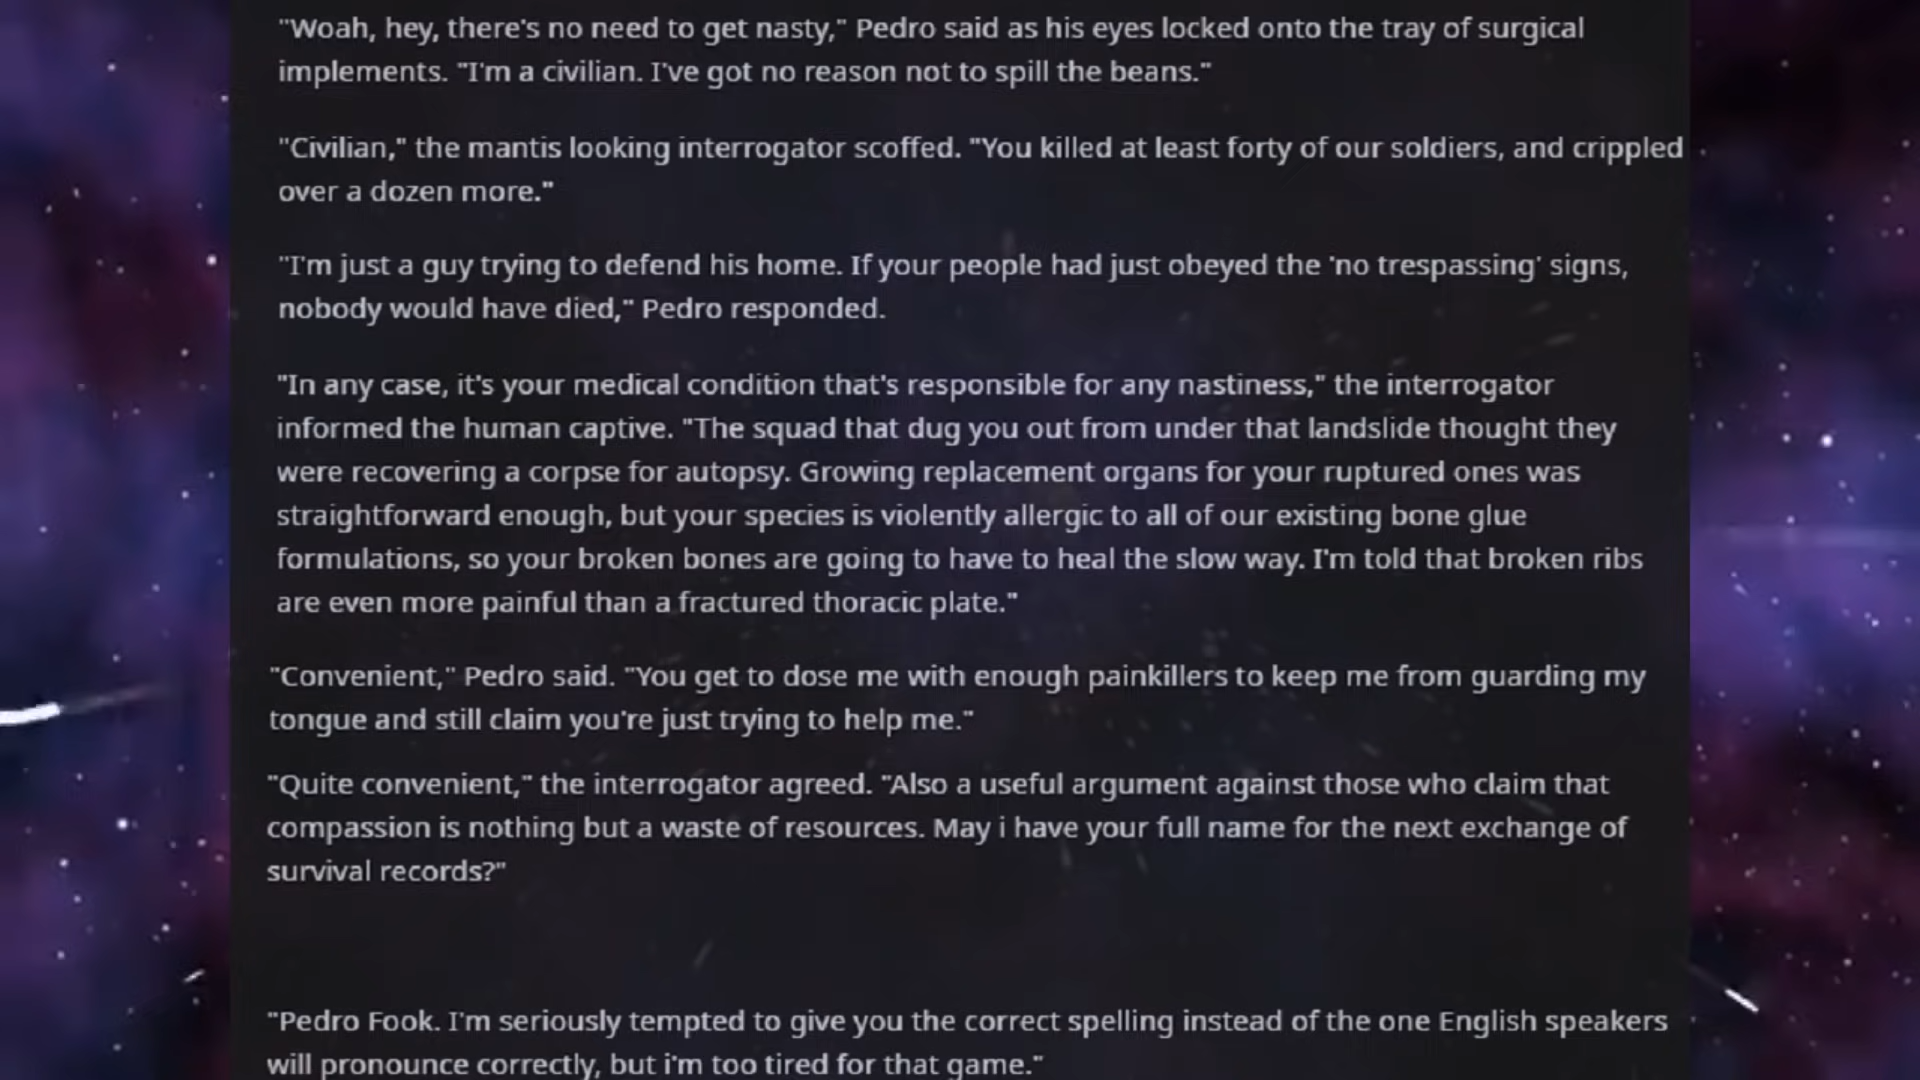 "Woah, hey, there's no need to get nasty," Pedro said as his eyes locked onto the tray of surgical
implements. "I'm a civilian. I've got no reason not to spill the beans."
"Civilian," the mantis looking interrogator scoffed. "You killed at least forty of our soldiers, and crippled
over a dozen more."
"I'm just a guy trying to defend his home. If your people had just obeyed the 'no trespassing' signs,
nobody would have died," Pedro responded.
"In any case, it's your medical condition that's responsible for any nastiness," the interrogator
informed the human captive. "The squad that dug you out from under that landslide thought they
were recovering a corpse for autopsy. Growing replacement organs for your ruptured ones was
straightforward enough, but your species is violently allergic to all of our existing bone glue
formulations, so your broken bones are going to have to heal the slow way. I'm told that broken ribs
are even more painful than a fractured thoracic plate."
"Convenient," Pedro said. "You get to dose me with enough painkillers to keep me from guarding my
tongue and still claim you're just trying to help me."
"Quite convenient," the interrogator agreed. "Also a useful argument against those who claim that
compassion is nothing but a waste of resources. May i have your full name for the next exchange of
survival records?"
"Pedro Fook. I'm seriously tempted to give you the correct spelling instead of the one English speakers
will pronounce correctly, but i'm too tired for that game."